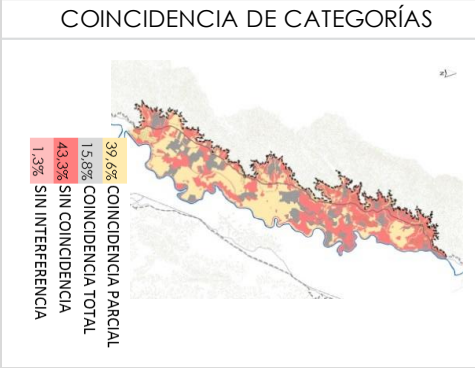 COINCIDENCIA DE CATEGORÍAS
39,6% COINCIDENCIA PARCIAL
15,8% COINCIDENCIA TOTAL
43,3% SIN COINCIDENCIA
1,3% SIN INTERFERENCIA